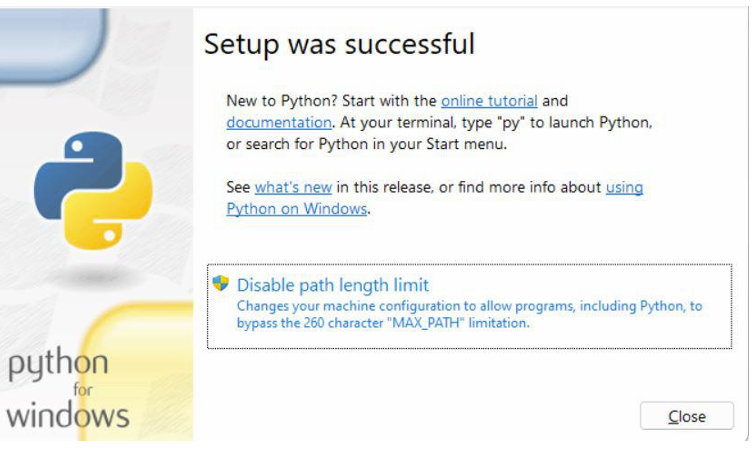 Setup was successful
New to Python? Start with the online tutorial and
documentation. At your terminal, type "py" to launch Python,
or search for Python in your Start menu.
See what's new in this release, or find more info about using
Python on Windows.
Disable path length limit
Changes your machine configuration to allow programs, including Python, to
bypass the 260 character "MAX_PATH" limitation.
python
for
windows
Close